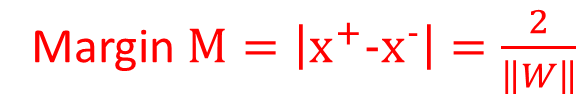 Margin M = |x⁺-x⁻| = 2/‖W‖